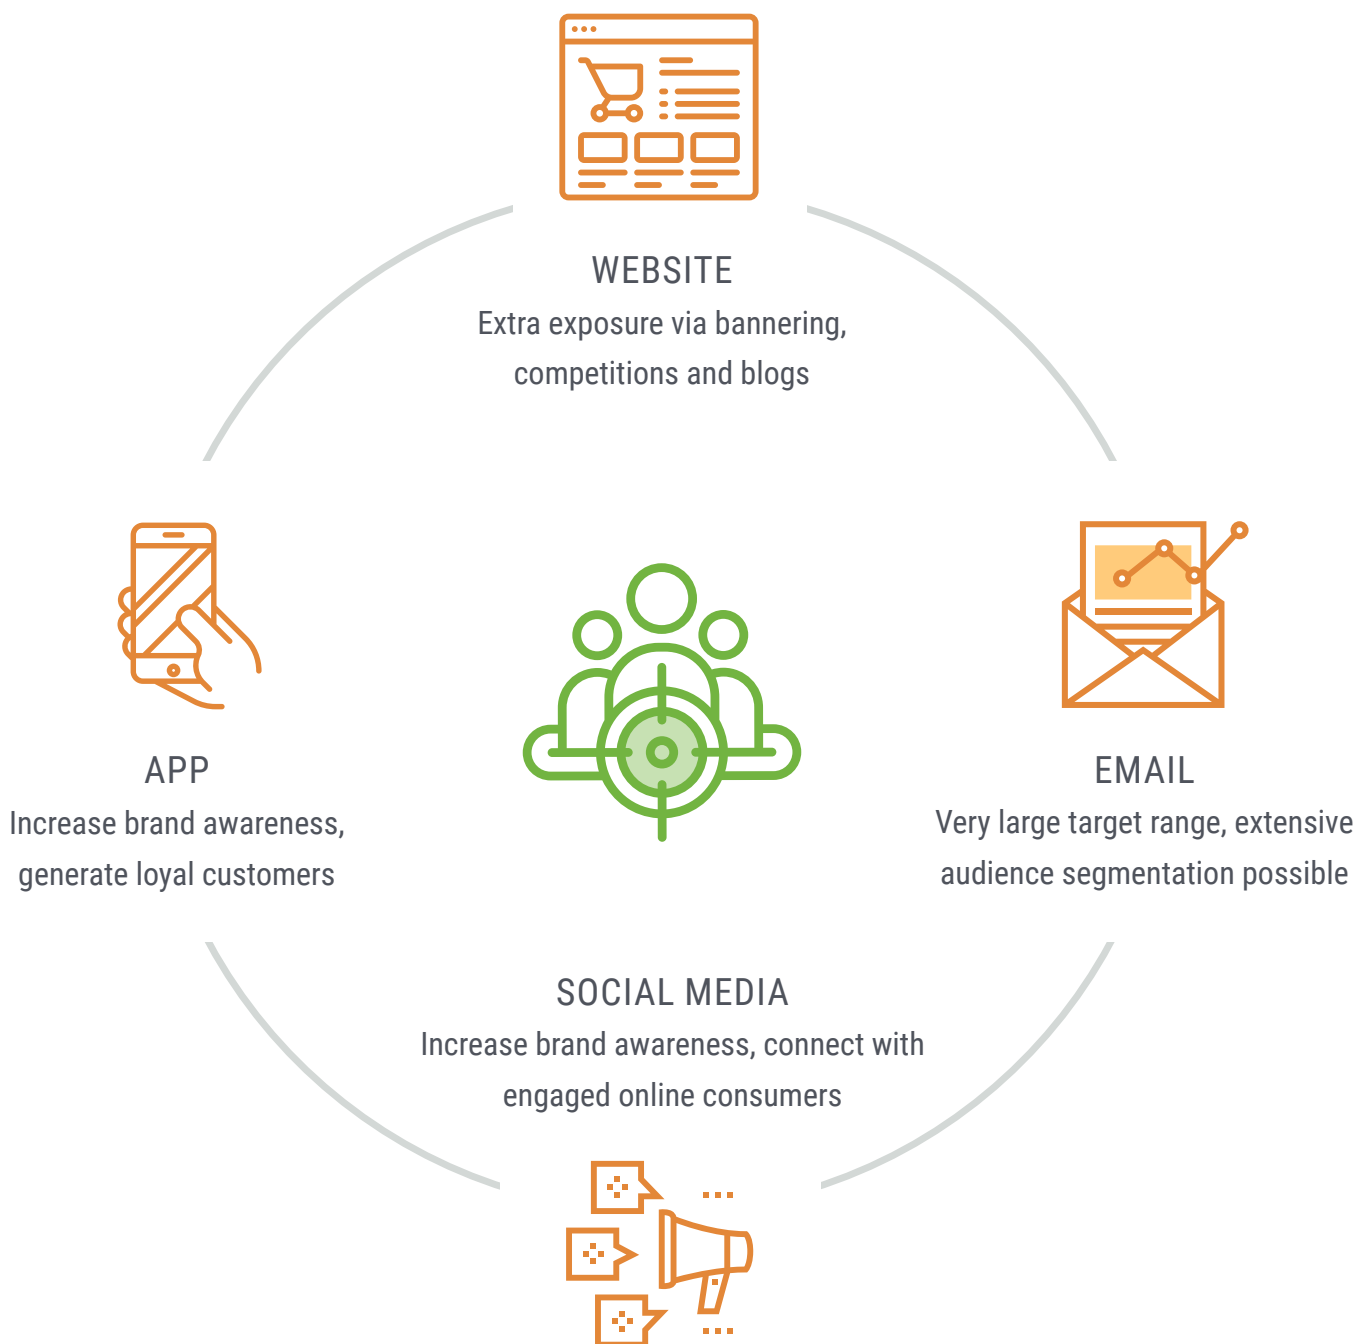 WEBSITE
Extra exposure via bannering,
competitions and blogs
APP
Increase brand awareness,
generate loyal customers
EMAIL
Very large target range, extensive
audience segmentation possible
SOCIAL MEDIA
Increase brand awareness, connect with
engaged online consumers